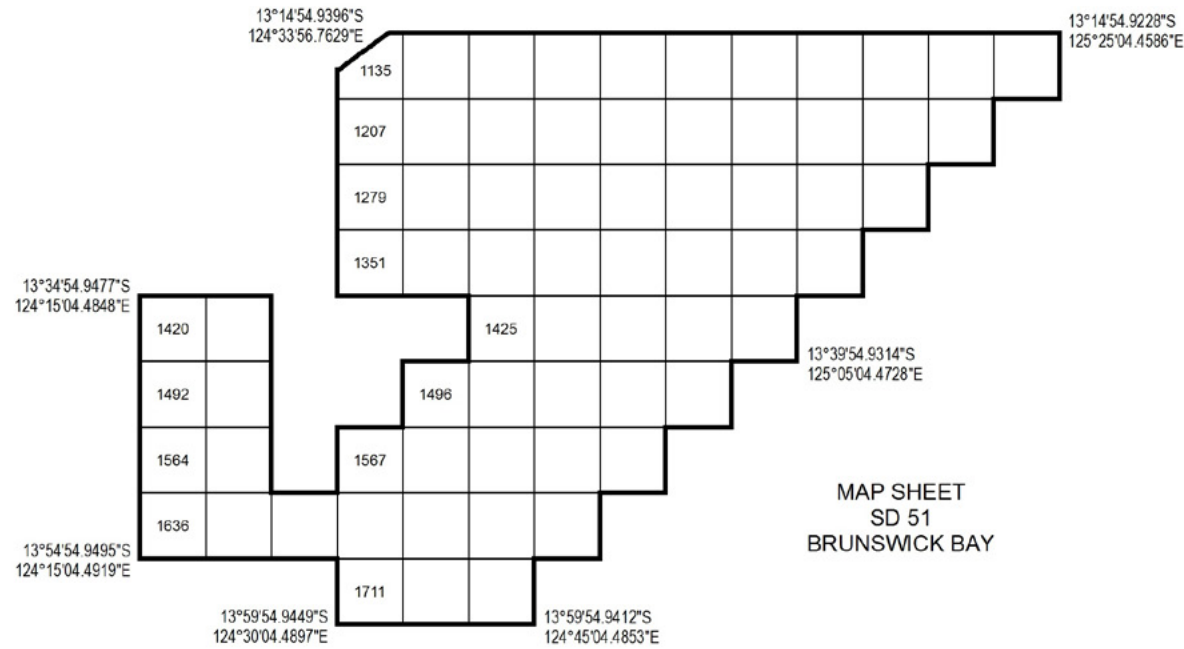 13°14'54.9396"S
124°33'56.7629"E
13°14'54.9228"S
125°25'04.4586"E
1135
1207
1279
1351
13°34'54.9477"S
124°15'04.4848"E
1420
1425
13°39'54.9314"S
125°05'04.4728"E
1492
1496
1564
1567
MAP SHEET
SD 51
BRUNSWICK BAY
1636
13°54'54.9495"S
124°15'04.4919"E
1711
13°59'54.9449"S
124°30'04.4897"E
13°59'54.9412"S
124°45'04.4853"E